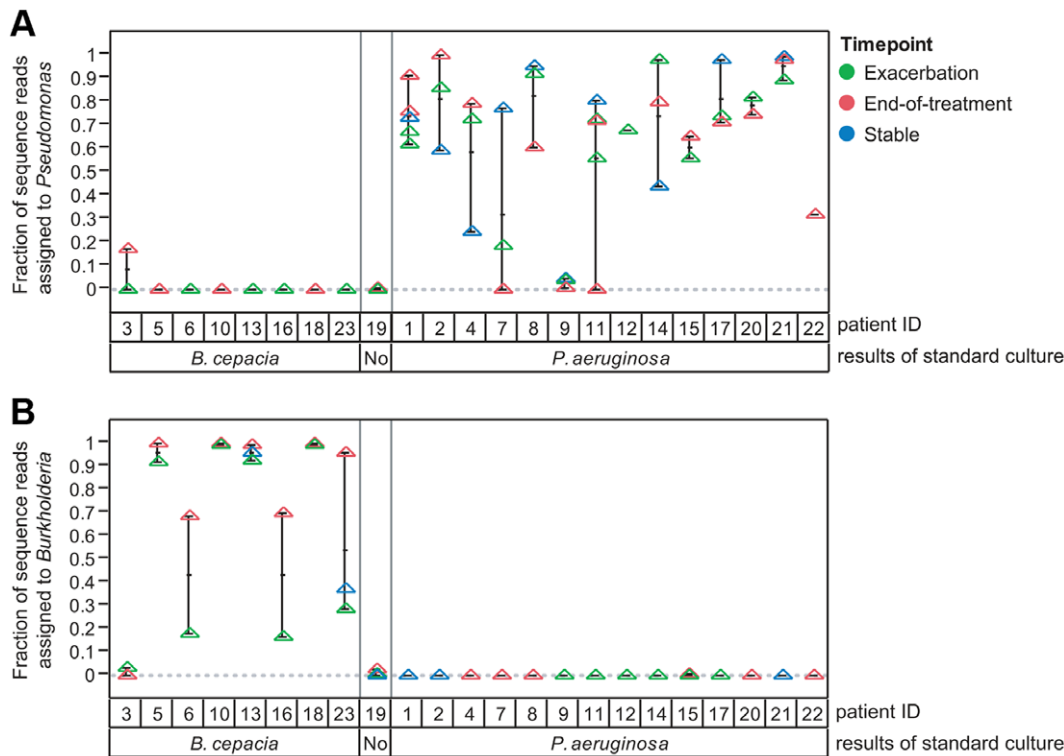 A
Fraction of sequence reads
assigned to Pseudomonas
1
0.9
0.8
0.7
0.6
0.5
0.4
0.3
0.2
0.1
0
Timepoint
Exacerbation
End-of-treatment
Stable
3 5 6 10 13 16 18 23 19 1 2 4 7 8 9 11 12 14 15 17 20 21 22 patient ID
B. cepacia No P. aeruginosa results of standard culture
B
Fraction of sequence reads
assigned to Burkholderia
1
0.9
0.8
0.7
0.6
0.5
0.4
0.3
0.2
0.1
0
3 5 6 10 13 16 18 23 19 1 2 4 7 8 9 11 12 14 15 17 20 21 22 patient ID
B. cepacia No P. aeruginosa results of standard culture